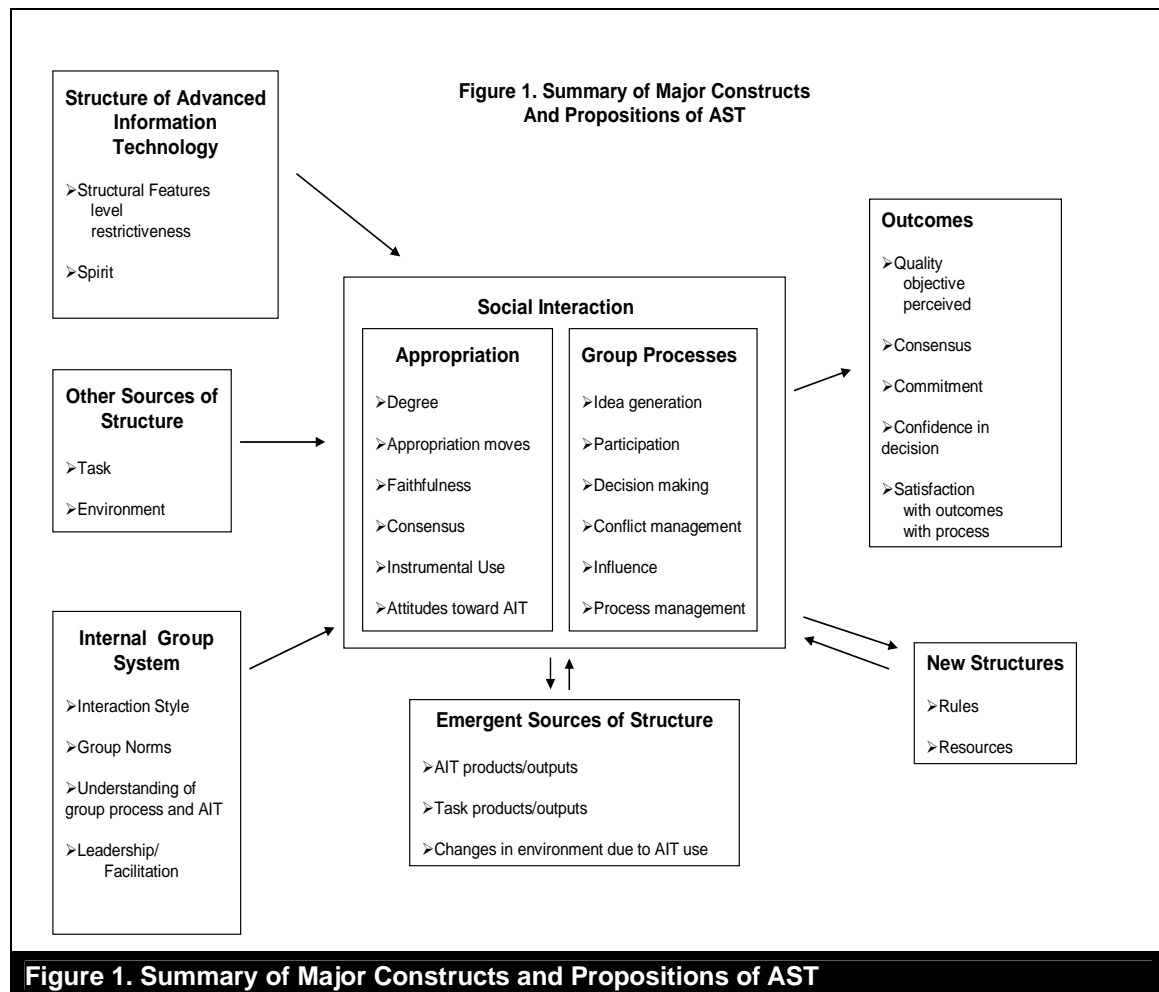 Figure 1. Summary of Major Constructs
And Propositions of AST
Structure of Advanced
Information
Technology
➢Structural Features
level
restrictiveness
➢Spirit
Other Sources of
Structure
➢Task
➢Environment
Internal Group
System
➢Interaction Style
➢Group Norms
➢Understanding of
group process and AIT
➢Leadership/
Facilitation
Social Interaction
Appropriation
➢Degree
➢Appropriation moves
➢Faithfulness
➢Consensus
➢Instrumental Use
➢Attitudes toward AIT
Group Processes
➢Idea generation
➢Participation
➢Decision making
➢Conflict management
➢Influence
➢Process management
Emergent Sources of Structure
➢AIT products/outputs
➢Task products/outputs
➢Changes in environment due to AIT use
Outcomes
➢Quality
objective
perceived
➢Consensus
➢Commitment
➢Confidence in
decision
➢Satisfaction
with outcomes
with process
New Structures
➢Rules
➢Resources
Figure 1. Summary of Major Constructs and Propositions of AST